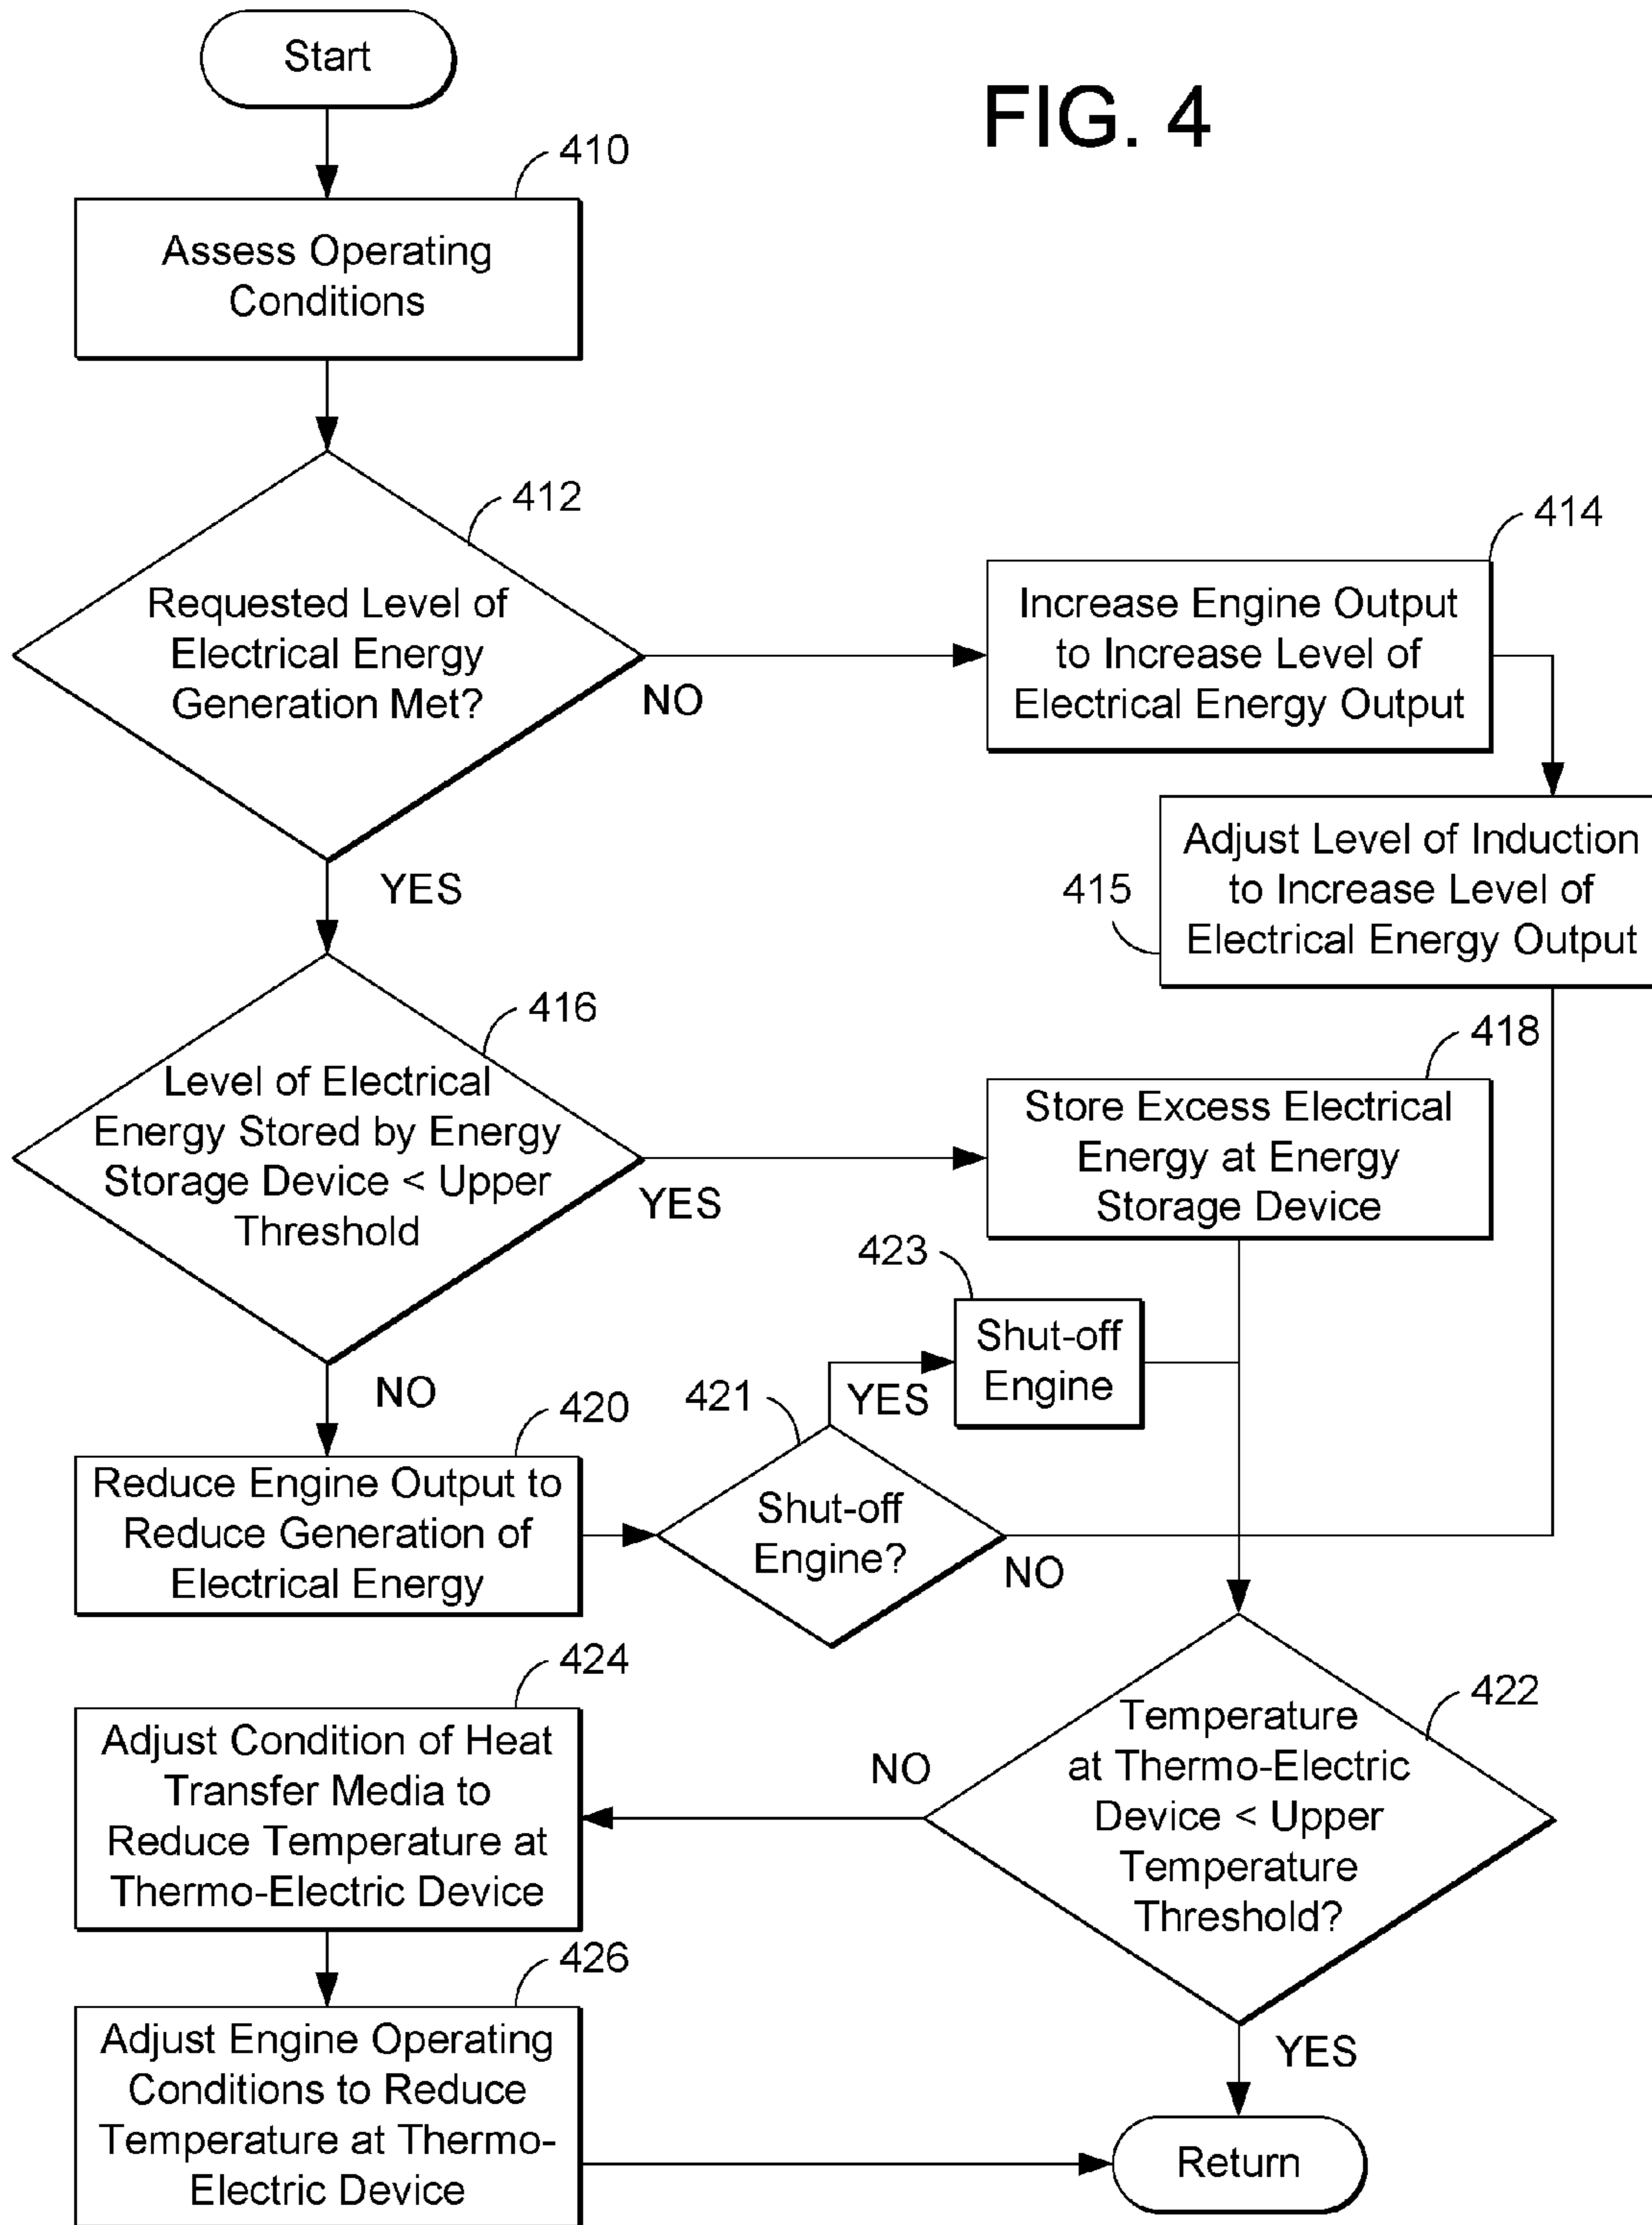 Start
FIG. 4
410
Assess Operating
Conditions
412
Requested Level of
Electrical Energy
Generation Met?
NO
YES
414
Increase Engine Output
to Increase Level of
Electrical Energy Output
415
Adjust Level of Induction
to Increase Level of
Electrical Energy Output
416
Level of Electrical
Energy Stored by Energy
Storage Device < Upper
Threshold
YES
NO
418
Store Excess Electrical
Energy at Energy
Storage Device
420
Reduce Engine Output to
Reduce Generation of
Electrical Energy
421
Shut-off
Engine?
YES
NO
423
Shut-off
Engine
422
Temperature
at Thermo-Electric
Device < Upper
Temperature
Threshold?
NO
YES
424
Adjust Condition of Heat
Transfer Media to
Reduce Temperature at
Thermo-Electric Device
426
Adjust Engine Operating
Conditions to Reduce
Temperature at Thermo-
Electric Device
Return